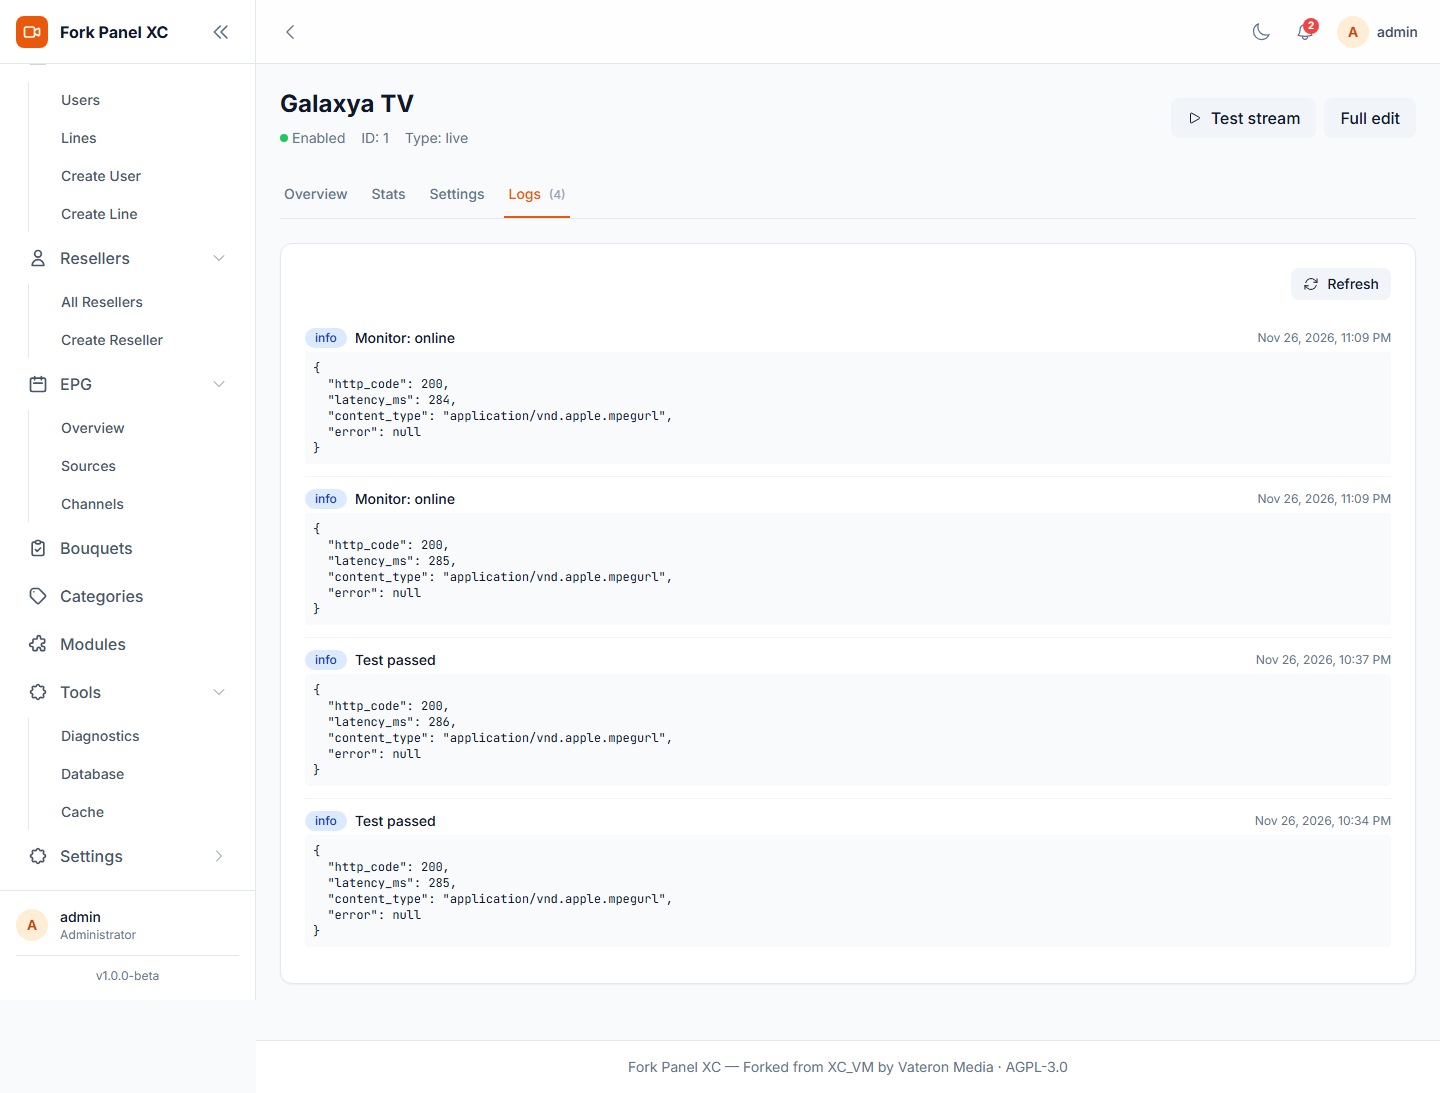 Fork Panel XC
2
A
admin
Users
Lines
Create User
Create Line
Resellers
All Resellers
Create Reseller
EPG
Overview
Sources
Channels
Bouquets
Categories
Modules
Tools
Diagnostics
Database
Cache
Settings
A
admin
Administrator
v1.0.0-beta
Galaxya TV
Enabled ID: 1 Type: live
Test stream
Full edit
Overview Stats Settings Logs (4)
Refresh
info Monitor: online Nov 26, 2026, 11:09 PM
{
"http_code": 200,
"latency_ms": 284,
"content_type": "application/vnd.apple.mpegurl",
"error": null
}
info Monitor: online Nov 26, 2026, 11:09 PM
{
"http_code": 200,
"latency_ms": 285,
"content_type": "application/vnd.apple.mpegurl",
"error": null
}
info Test passed Nov 26, 2026, 10:37 PM
{
"http_code": 200,
"latency_ms": 286,
"content_type": "application/vnd.apple.mpegurl",
"error": null
}
info Test passed Nov 26, 2026, 10:34 PM
{
"http_code": 200,
"latency_ms": 285,
"content_type": "application/vnd.apple.mpegurl",
"error": null
}
Fork Panel XC — Forked from XC_VM by Vateron Media · AGPL-3.0